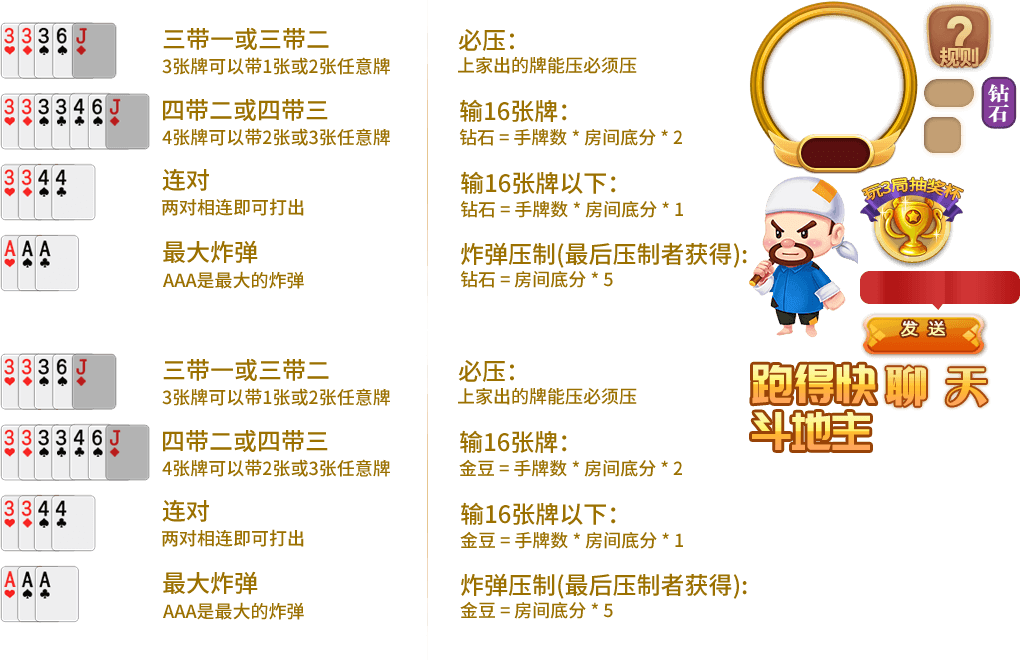 3 3 3 6 J
三带一或三带二
3张牌可以带1张或2张任意牌
3 3 3 3 4 6 J
四带二或四带三
4张牌可以带2张或3张任意牌
3 3 4 4
连对
两对相连即可打出
A A A
最大炸弹
AAA是最大的炸弹
必压:
上家出的牌能压必须压
输16张牌:
钻石 = 手牌数 * 房间底分 * 2
输16张牌以下:
钻石 = 手牌数 * 房间底分 * 1
炸弹压制(最后压制者获得):
钻石 = 房间底分 * 5
3 3 3 6 J
三带一或三带二
3张牌可以带1张或2张任意牌
3 3 3 3 4 6 J
四带二或四带三
4张牌可以带2张或3张任意牌
3 3 4 4
连对
两对相连即可打出
A A A
最大炸弹
AAA是最大的炸弹
必压:
上家出的牌能压必须压
输16张牌:
金豆 = 手牌数 * 房间底分 * 2
输16张牌以下:
金豆 = 手牌数 * 房间底分 * 1
炸弹压制(最后压制者获得):
金豆 = 房间底分 * 5
?
规则
钻石
玩3局抽奖杯
发 送
跑得快
聊 天
斗地主